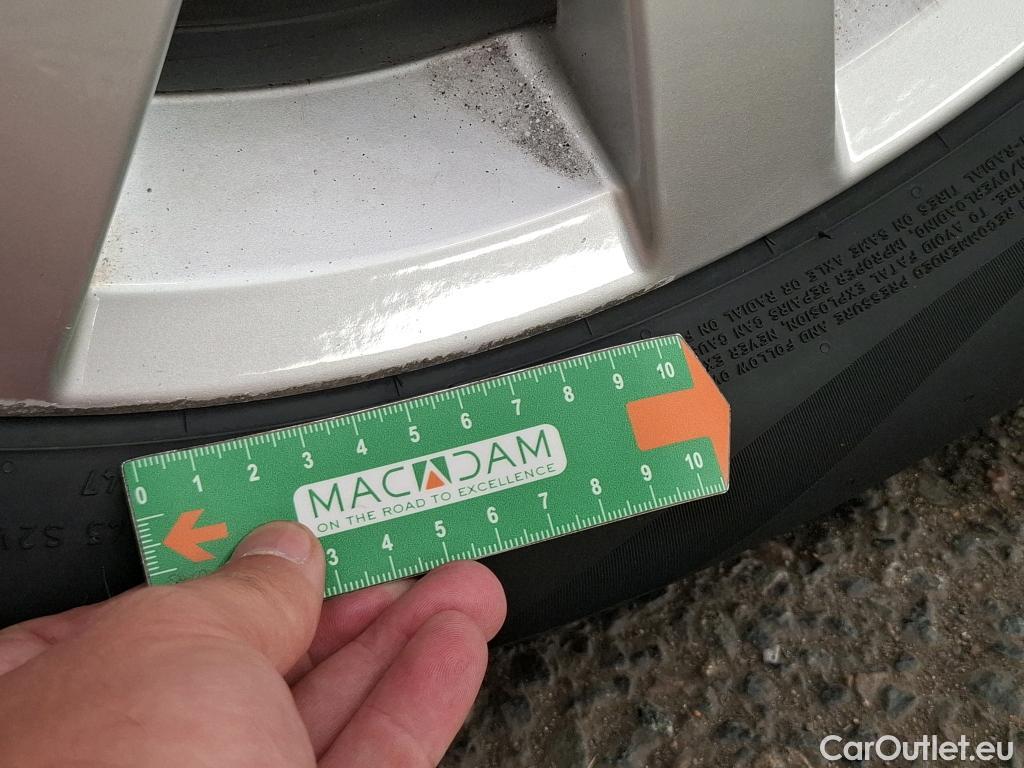 -RADIAL TIRES ON SAME AXLE
/OVERLOADING. IMPROPER
TIRE. TO AVOID
RECOMMENDED
PRESSURE AND FOLLOW
FATAL EXPLOSION, NEVER
REPAIRS CAN
OR RADIAL ON
0 1 2 3 4 5 6 7 8 9 10
MACADAM
ON THE ROAD TO EXCELLENCE
3 4 5 6 7 8 9 10
47
CarOutlet.eu